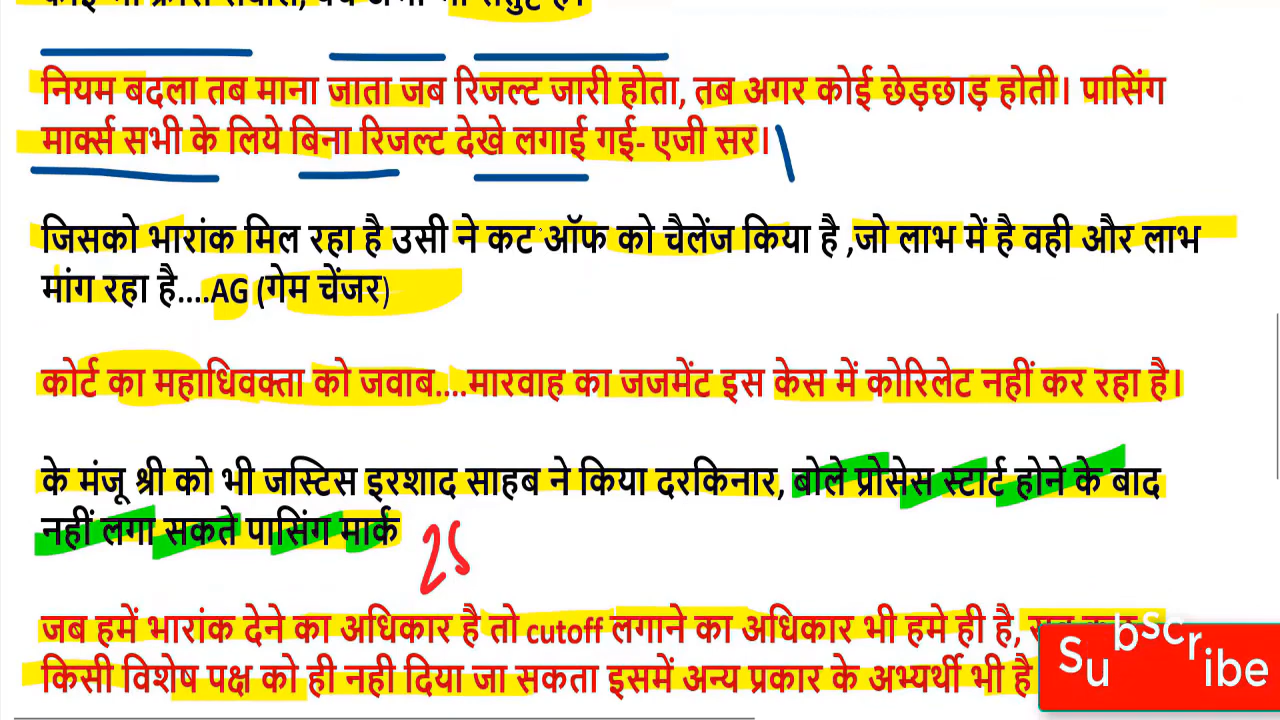 नियम बदला तब माना जाता जब रिजल्ट जारी होता, तब अगर कोई छेड़छाड़ होती। पासिंग
मार्क्स सभी के लिये बिना रिजल्ट देखे लगाई गई- एजी सर।
जिसको भारांक मिल रहा है उसी ने कट ऑफ को चैलेंज किया है ,जो लाभ में है वही और लाभ
मांग रहा है....AG (गेम चेंजर)
कोर्ट का महाधिवक्ता को जवाब....मारवाह का जजमेंट इस केस में कोरिलेट नहीं कर रहा है।
के मंजू श्री को भी जस्टिस इरशाद साहब ने किया दरकिनार, बोले प्रोसेस स्टार्ट होने के बाद
नहीं लगा सकते पासिंग मार्क
जब हमें भारांक देने का अधिकार है तो cutoff लगाने का अधिकार भी हमे ही है,
किसी विशेष पक्ष को ही नही दिया जा सकता इसमें अन्य प्रकार के अभ्यर्थी भी है
Subscribe